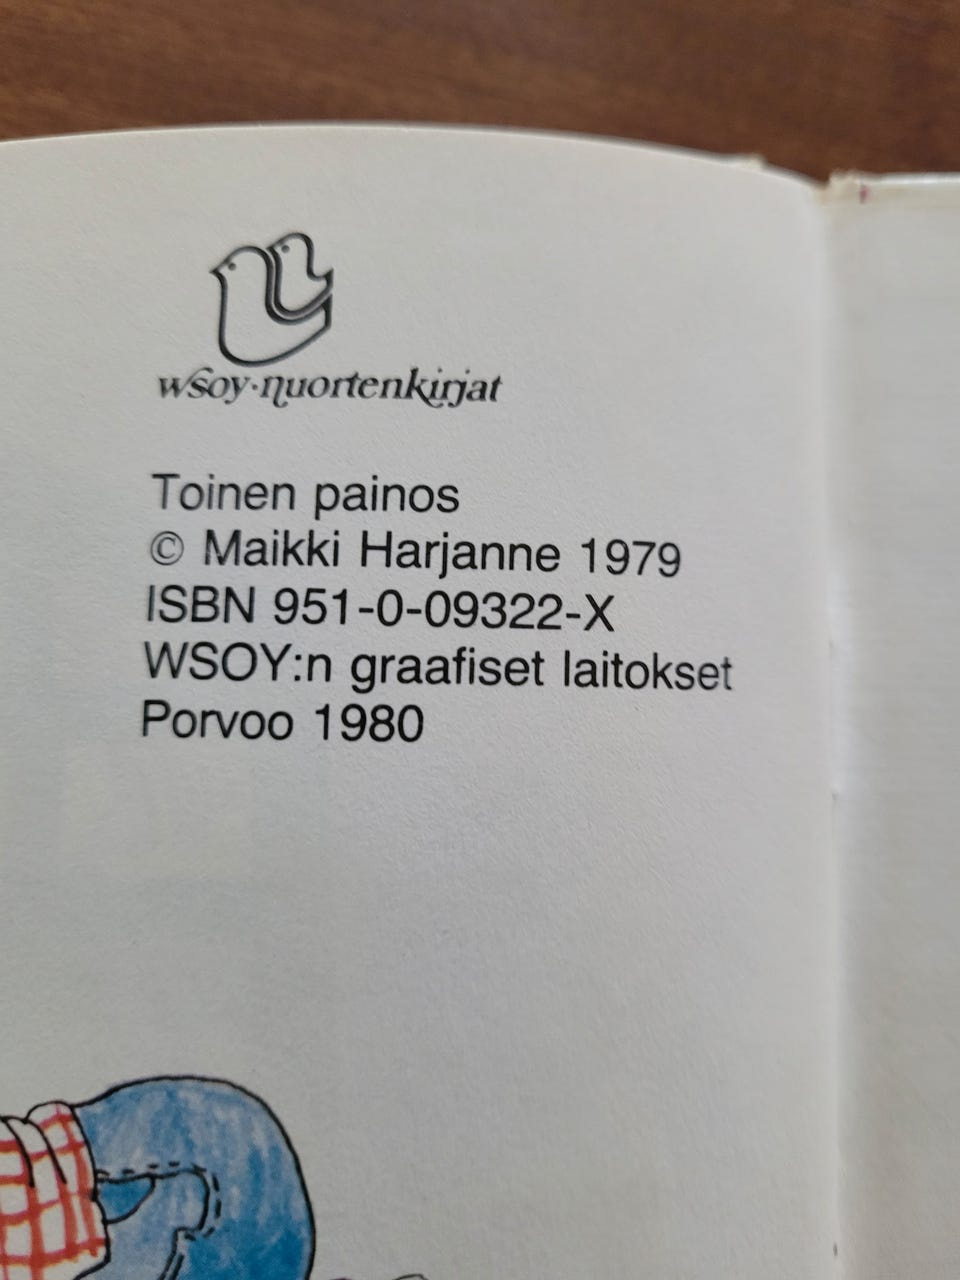 wsoy·nuortenkirjat
Toinen painos
© Maikki Harjanne 1979
ISBN 951-0-09322-X
WSOY:n graafiset laitokset
Porvoo 1980